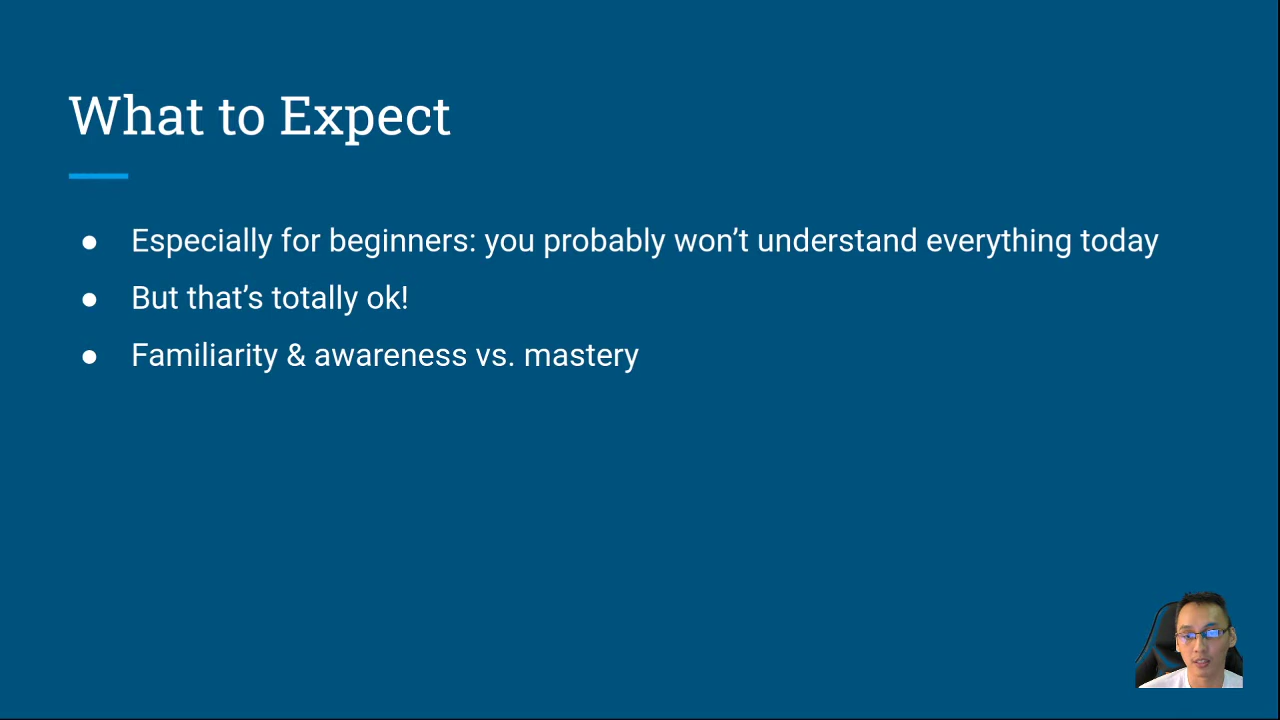 What to Expect
● Especially for beginners: you probably won’t understand everything today
● But that’s totally ok!
● Familiarity & awareness vs. mastery